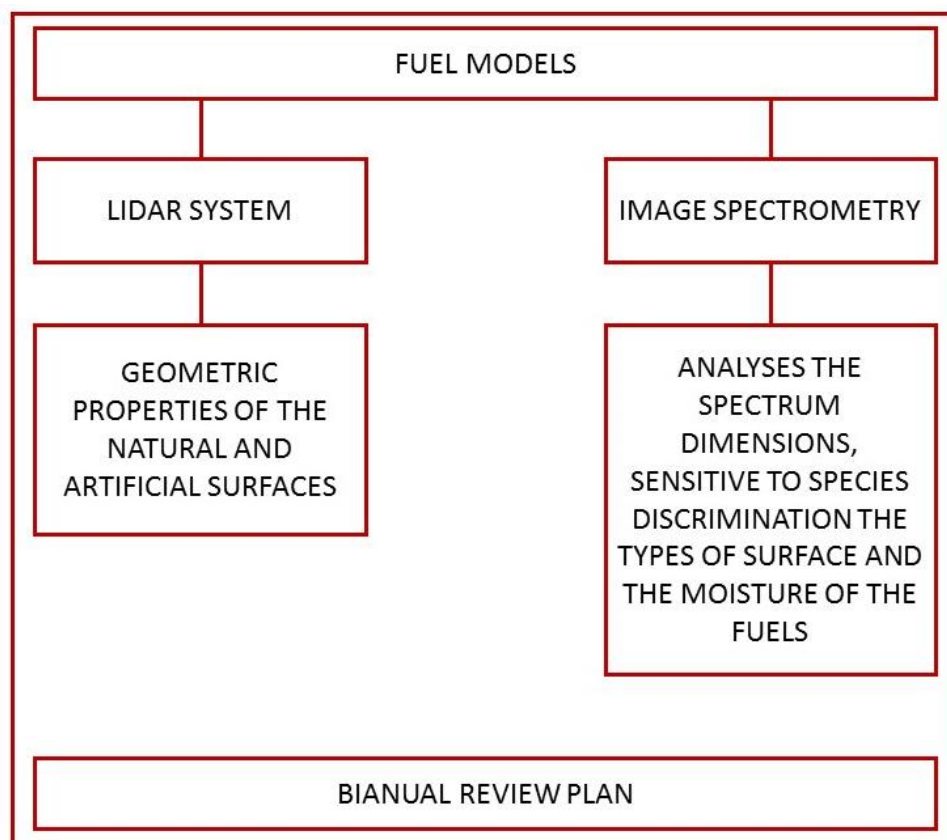 FUEL MODELS
LIDAR SYSTEM
IMAGE SPECTROMETRY
GEOMETRIC
PROPERTIES OF THE
NATURAL AND
ARTIFICIAL SURFACES
ANALYSES THE
SPECTRUM
DIMENSIONS,
SENSITIVE TO SPECIES
DISCRIMINATION THE
TYPES OF SURFACE AND
THE MOISTURE OF THE
FUELS
BIANUAL REVIEW PLAN